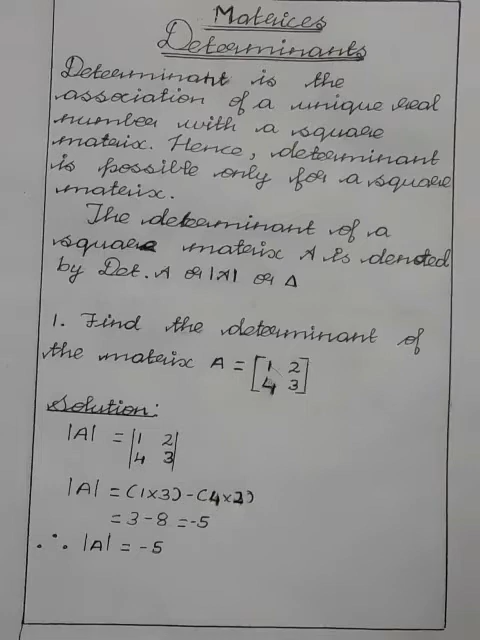 Matrices
Determinants
Determinant is the
association of a unique real
number with a square
matrix. Hence, determinant
is possible only for a square
matrix.
The determinant of a
square matrix A is denoted
by Det. A or |A| or Δ
1. Find the determinant of
the matrix A = [1 2
4 3]
Solution:
|A| = |1 2|
|4 3|
|A| = (1×3) - (4×2)
= 3 - 8 = -5
∴ |A| = -5